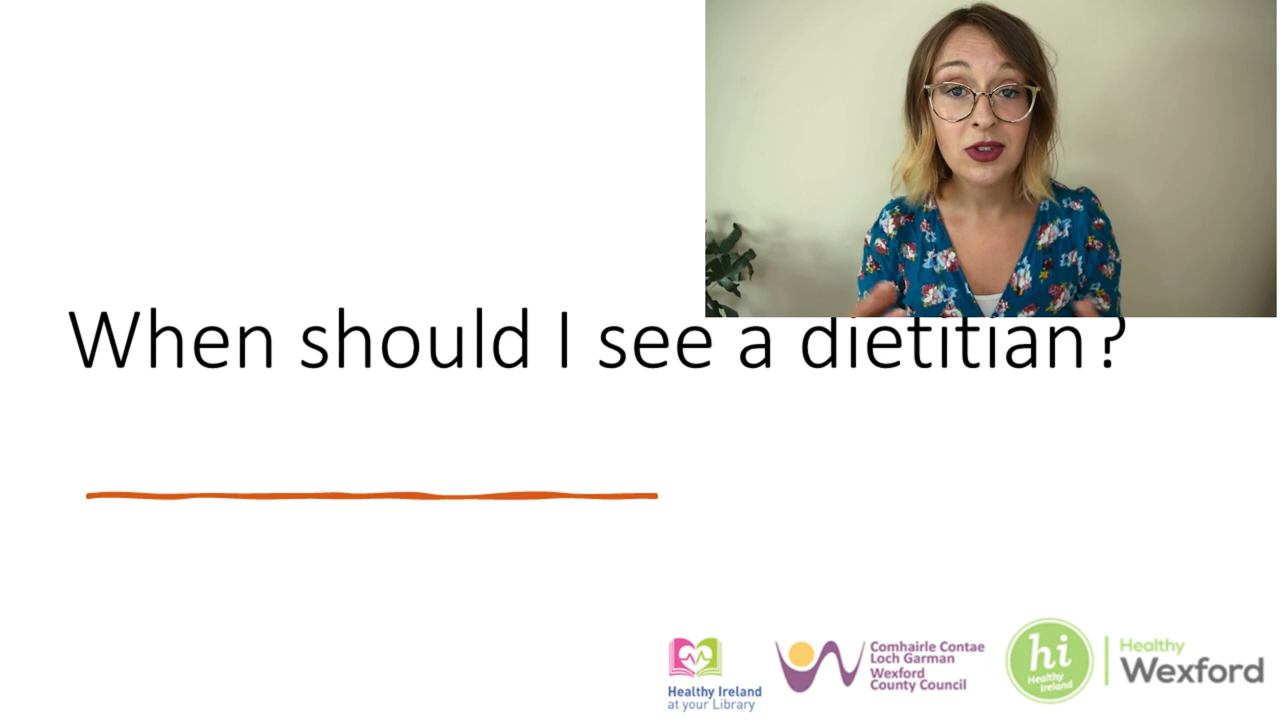 When should I see a dietitian?
Healthy Ireland
at your Library
Comhairle Contae
Loch Garman
Wexford
County Council
hi
Healthy
Ireland
Healthy
Wexford